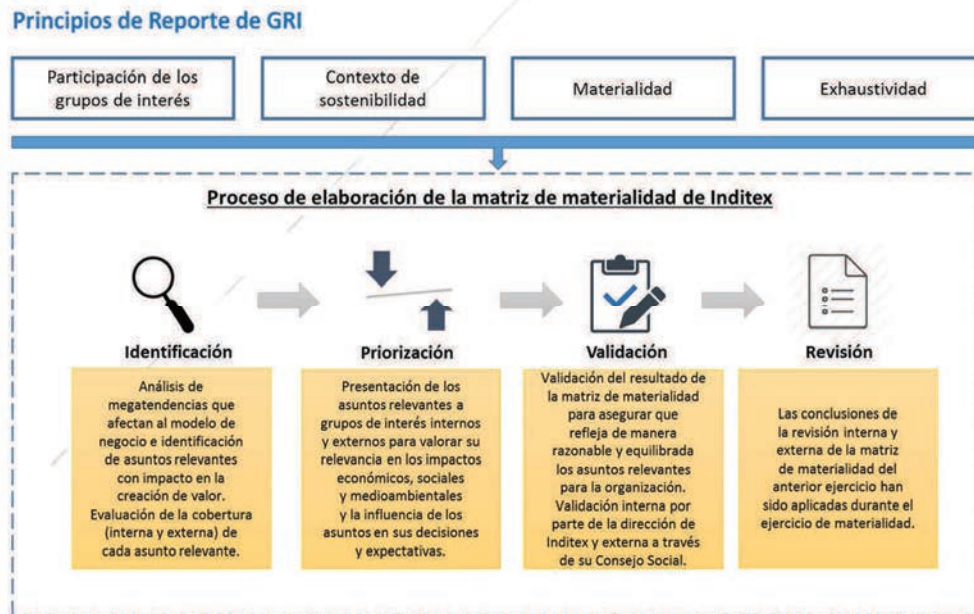 Principios de Reporte de GRI
Participación de los
grupos de interés
Contexto de
sostenibilidad
Materialidad
Exhaustividad
Proceso de elaboración de la matriz de materialidad de Inditex
Identificación
Análisis de
megatendencias que
afectan al modelo de
negocio e identificación
de asuntos relevantes
con impacto en la
creación de valor.
Evaluación de la cobertura
(interna y externa) de
cada asunto relevante.
Priorización
Presentación de los
asuntos relevantes a
grupos de interés internos
y externos para valorar su
relevancia en los impactos
económicos, sociales
y medioambientales
y la influencia de los
asuntos en sus decisiones
y expectativas.
Validación
Validación del resultado de
la matriz de materialidad
para asegurar que
refleja de manera
razonable y equilibrada
los asuntos relevantes
para la organización.
Validación interna por
parte de la dirección de
Inditex y externa a través
de su Consejo Social.
Revisión
Las conclusiones de
la revisión interna y
externa de la matriz
de materialidad del
anterior ejercicio han
sido aplicadas durante el
ejercicio de materialidad.